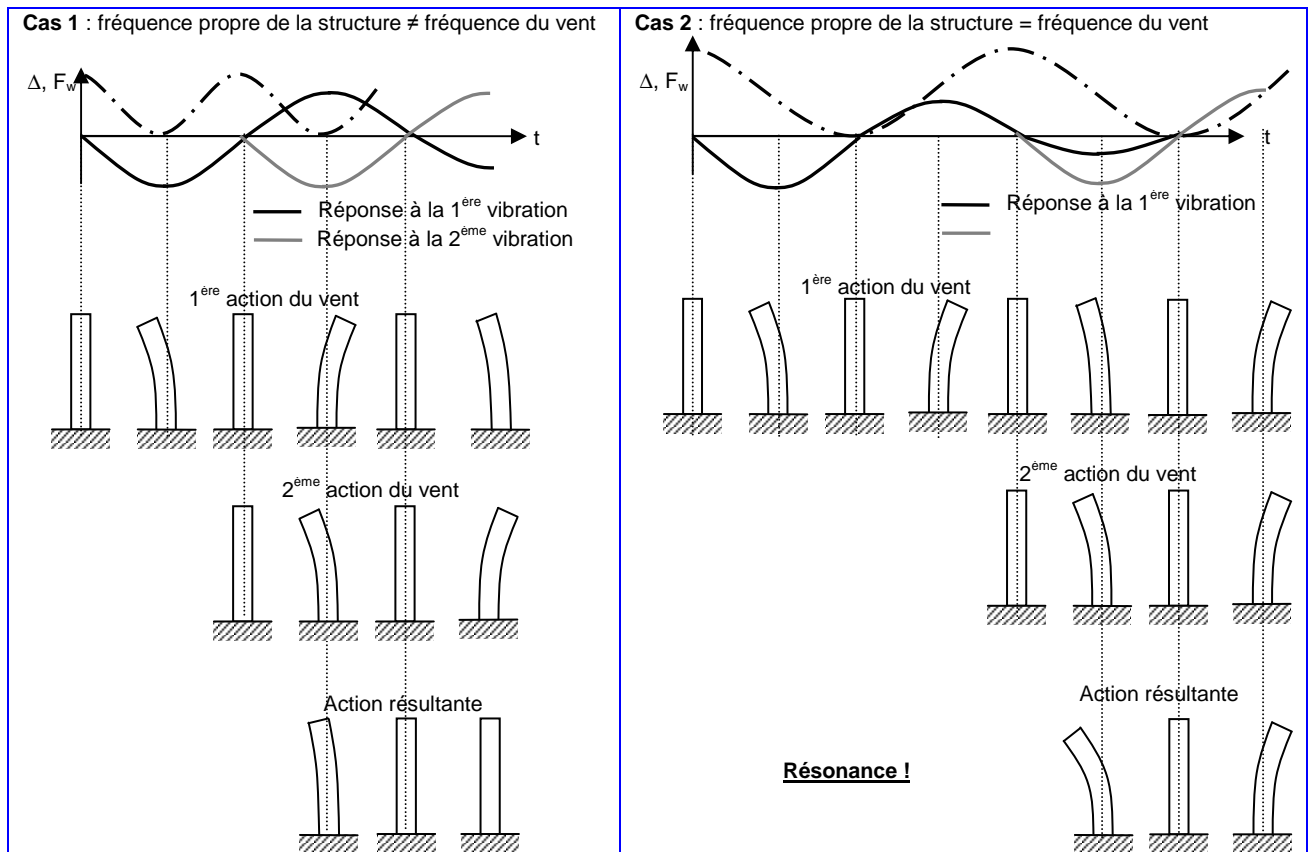 Cas 1 : fréquence propre de la structure ≠ fréquence du vent
Δ, Fw
t
Réponse à la 1ère vibration
Réponse à la 2ème vibration
1ère action du vent
2ème action du vent
Action résultante
Cas 2 : fréquence propre de la structure = fréquence du vent
Δ, Fw
t
Réponse à la 1ère vibration
1ère action du vent
2ème action du vent
Action résultante
Résonance !